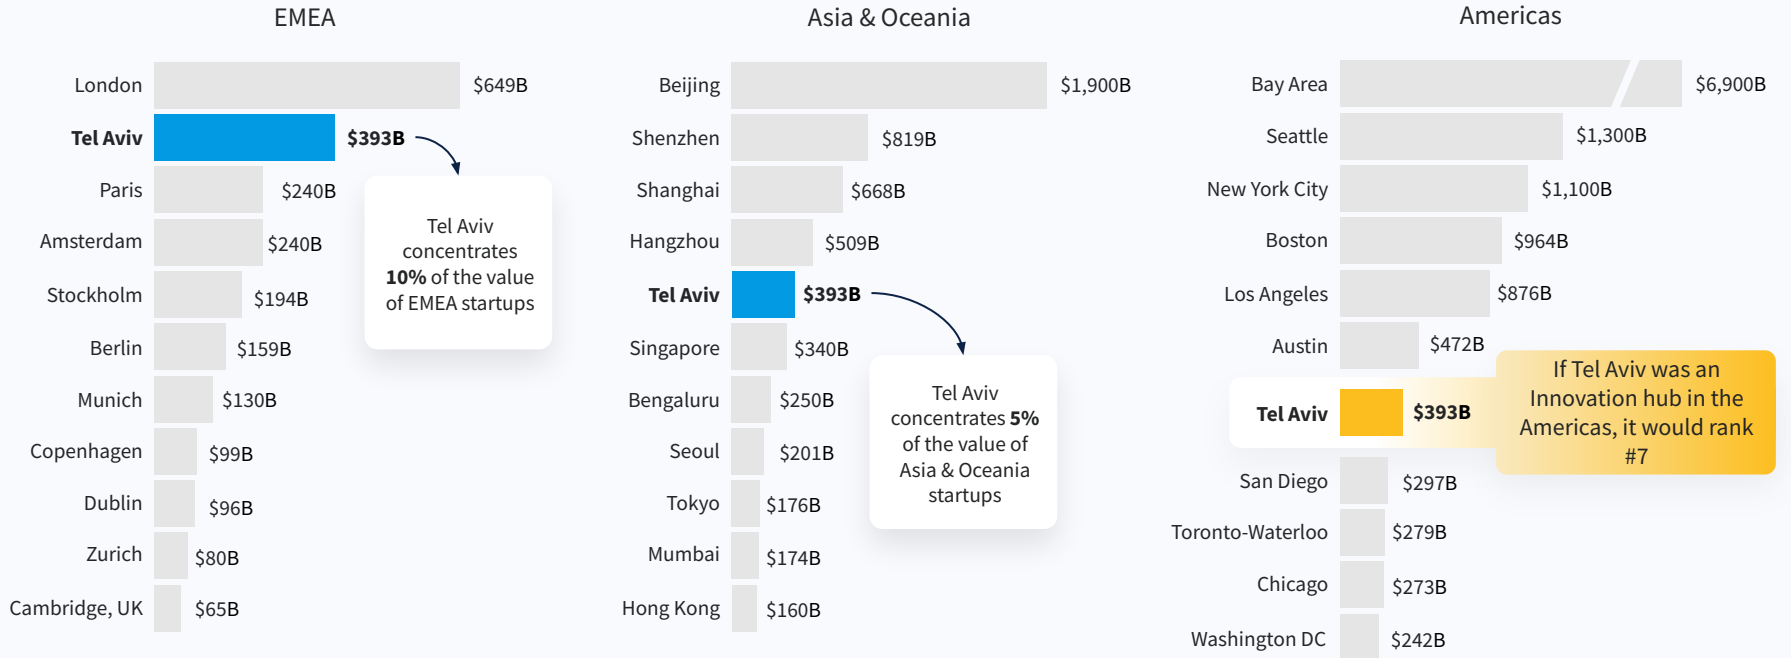 EMEA
London $649B
Tel Aviv $393B
Paris $240B
Amsterdam $240B
Stockholm $194B
Berlin $159B
Munich $130B
Copenhagen $99B
Dublin $96B
Zurich $80B
Cambridge, UK $65B
Tel Aviv
concentrates
10% of the value
of EMEA startups
Asia & Oceania
Beijing $1,900B
Shenzhen $819B
Shanghai $668B
Hangzhou $509B
Tel Aviv $393B
Singapore $340B
Bengaluru $250B
Seoul $201B
Tokyo $176B
Mumbai $174B
Hong Kong $160B
Tel Aviv
concentrates 5%
of the value of
Asia & Oceania
startups
Americas
Bay Area $6,900B
Seattle $1,300B
New York City $1,100B
Boston $964B
Los Angeles $876B
Austin $472B
Tel Aviv $393B
San Diego $297B
Toronto-Waterloo $279B
Chicago $273B
Washington DC $242B
If Tel Aviv was an
Innovation hub in the
Americas, it would rank
#7